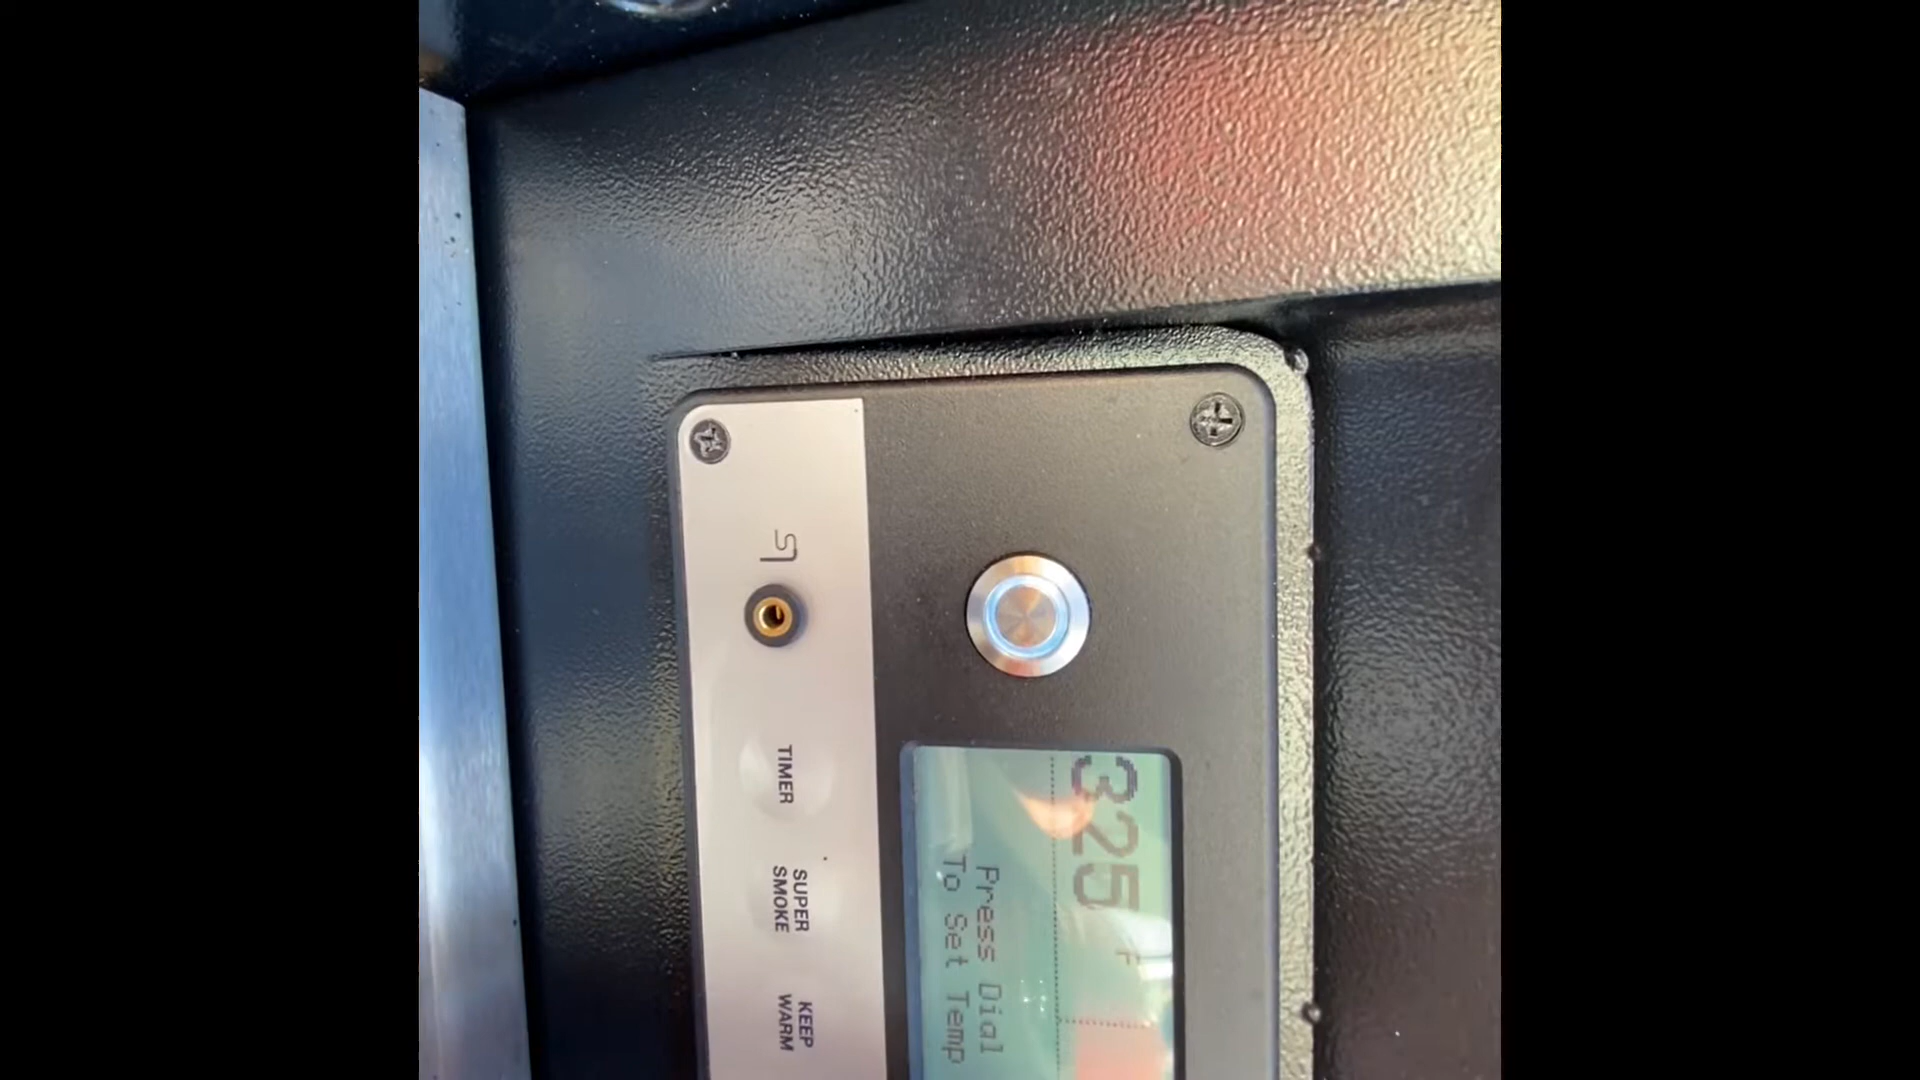 325 F
Press Dial
To Set Temp
TIMER
SUPER
SMOKE
KEEP
WARM